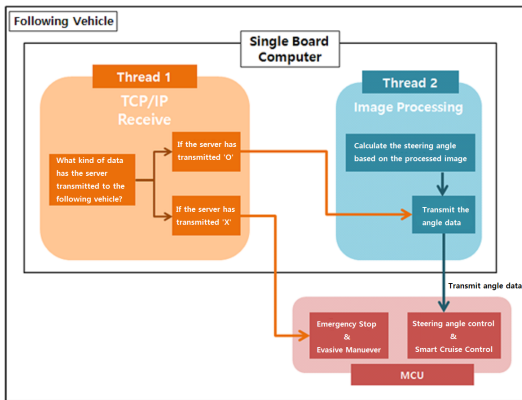 Following Vehicle
Single Board
Computer
Thread 1
TCP/IP
Receive
What kind of data
has the server
transmitted to the
following vehicle?
If the server has
transmitted 'O'
If the server has
transmitted 'X'
Thread 2
Image Processing
Calculate the steering angle
based on the processed image
Transmit the
angle data
Transmit angle data
Emergency Stop
&
Evasive Manuever
Steering angle control
&
Smart Cruise Control
MCU